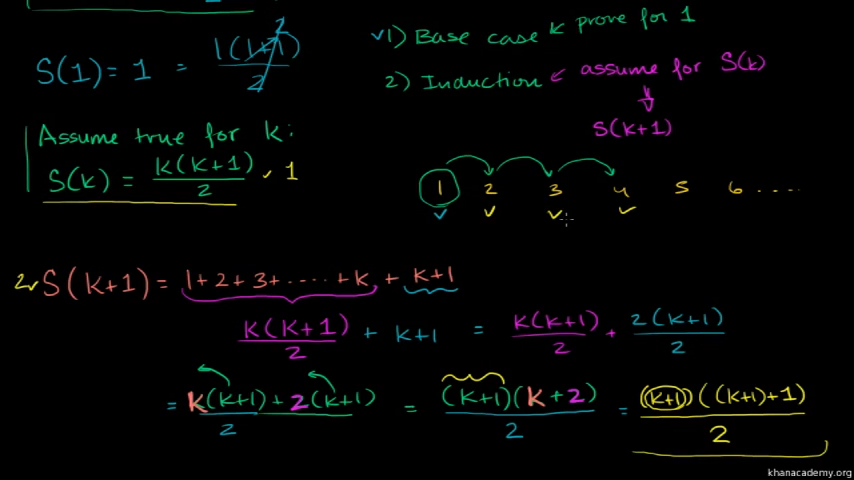 S(1) = 1 = 1(1+1)/2 2
√1) Base case ← prove for 1
2) Induction ← assume for S(k)
↓
S(k+1)
Assume true for k:
S(k) = k(k+1)/2 ✓ 1
1 2 3 4 5 6 ....
✓ ✓ ✓ ✓
2✓ S(k+1) = 1+2+3+.....+k + k+1
k(k+1)/2 + k+1 = k(k+1)/2 + 2(k+1)/2
= k(k+1)+2(k+1)/2 = (k+1)(k+2)/2 = (k+1)((k+1)+1)/2
khanacademy.org